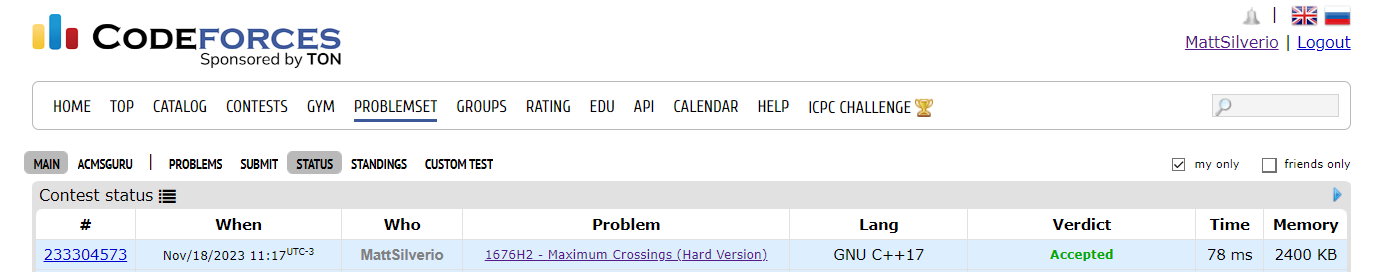 CODEFORCES
Sponsored by TON
|
MattSilverio | Logout
HOME TOP CATALOG CONTESTS GYM PROBLEMSET GROUPS RATING EDU API CALENDAR HELP ICPC CHALLENGE
MAIN ACMSGURU | PROBLEMS SUBMIT STATUS STANDINGS CUSTOM TEST my only friends only
Contest status
# When Who Problem Lang Verdict Time Memory
233304573 Nov/18/2023 11:17UTC-3 MattSilverio 1676H2 - Maximum Crossings (Hard Version) GNU C++17 Accepted 78 ms 2400 KB